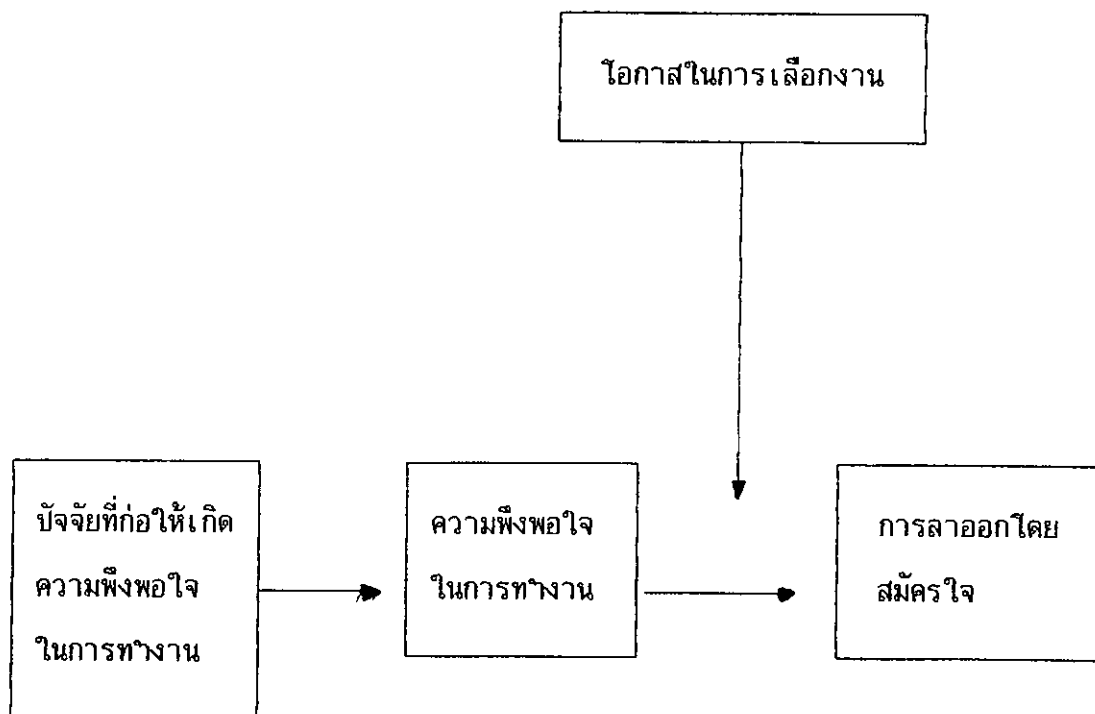 โอกาสในการเลือกงาน
ปัจจัยที่ก่อให้เกิด
ความพึงพอใจ
ในการทำงาน
ความพึงพอใจ
ในการทำงาน
การลาออกโดย
สมัครใจ